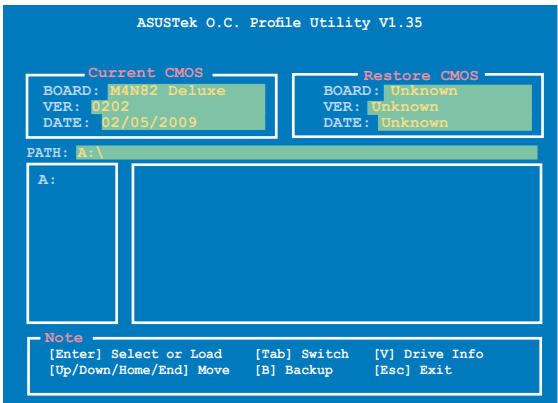 ASUSTek O.C. Profile Utility V1.35
Current CMOS
BOARD: M4N82 Deluxe
VER: 0202
DATE: 02/05/2009
Restore CMOS
BOARD: Unknown
VER: Unknown
DATE: Unknown
PATH: A:\
A:
Note
[Enter] Select or Load [Tab] Switch [V] Drive Info
[Up/Down/Home/End] Move [B] Backup [Esc] Exit